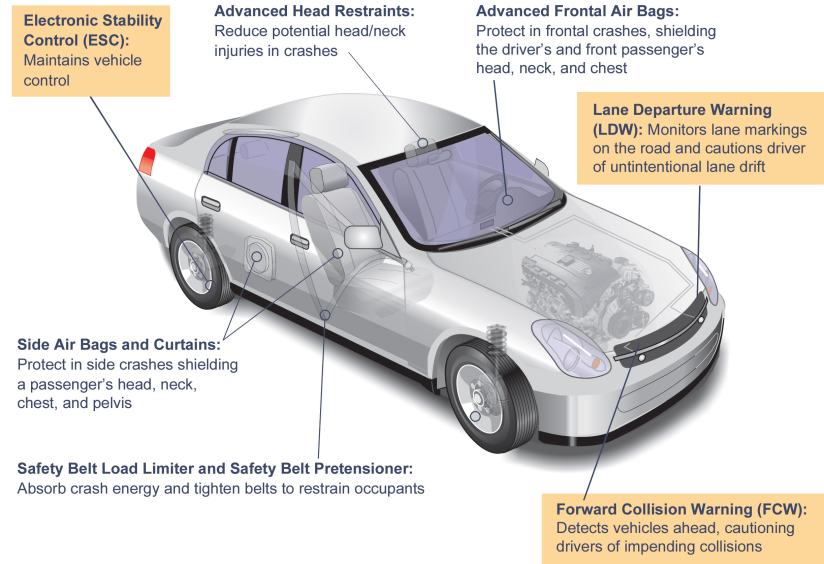 Electronic Stability
Control (ESC):
Maintains vehicle
control
Advanced Head Restraints:
Reduce potential head/neck
injuries in crashes
Advanced Frontal Air Bags:
Protect in frontal crashes, shielding
the driver’s and front passenger’s
head, neck, and chest
Lane Departure Warning
(LDW): Monitors lane markings
on the road and cautions driver
of untintentional lane drift
Side Air Bags and Curtains:
Protect in side crashes shielding
a passenger’s head, neck,
chest, and pelvis
Safety Belt Load Limiter and Safety Belt Pretensioner:
Absorb crash energy and tighten belts to restrain occupants
Forward Collision Warning (FCW):
Detects vehicles ahead, cautioning
drivers of impending collisions